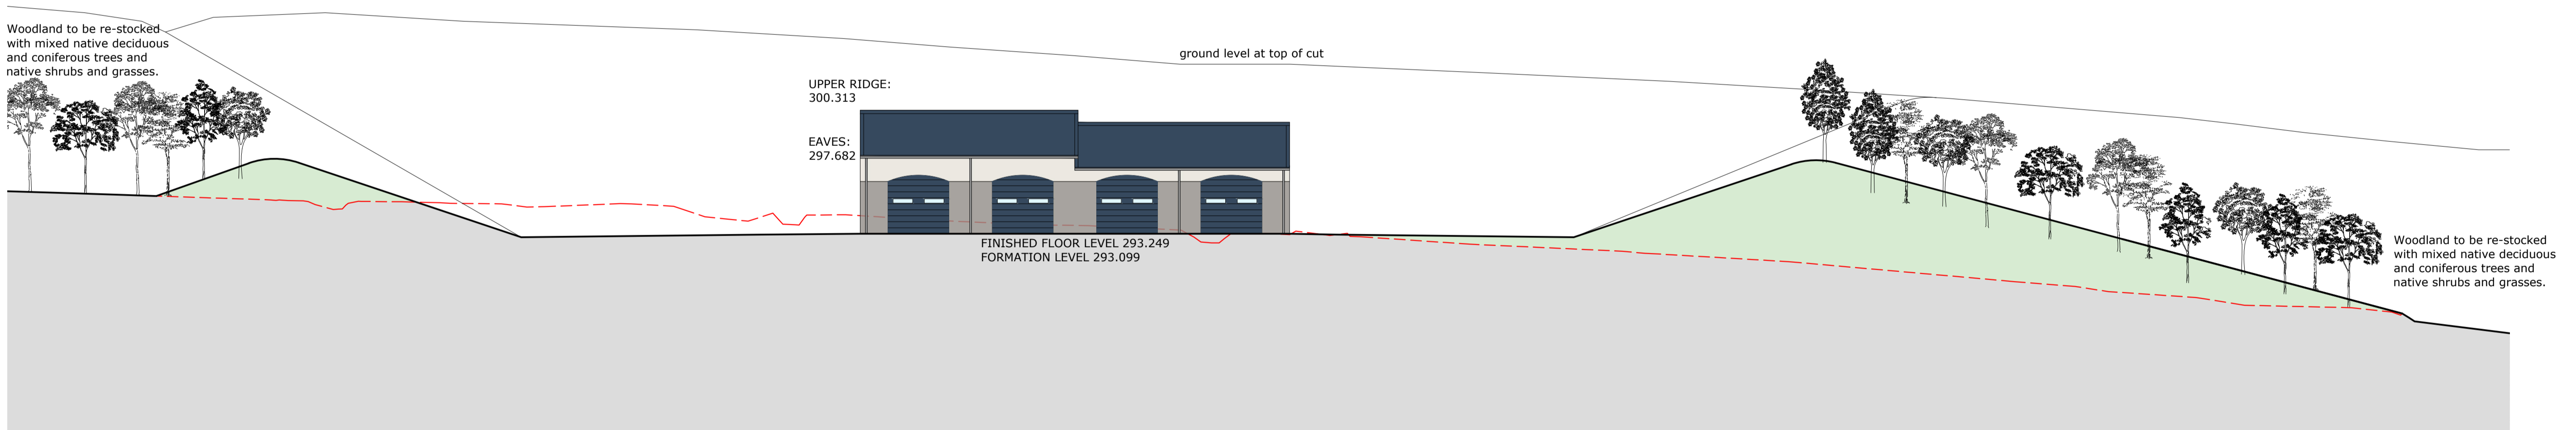 Woodland to be re-stocked
with mixed native deciduous
and coniferous trees and
native shrubs and grasses.
ground level at top of cut
UPPER RIDGE:
300.313
EAVES:
297.682
FINISHED FLOOR LEVEL 293.249
FORMATION LEVEL 293.099
Woodland to be re-stocked
with mixed native deciduous
and coniferous trees and
native shrubs and grasses.